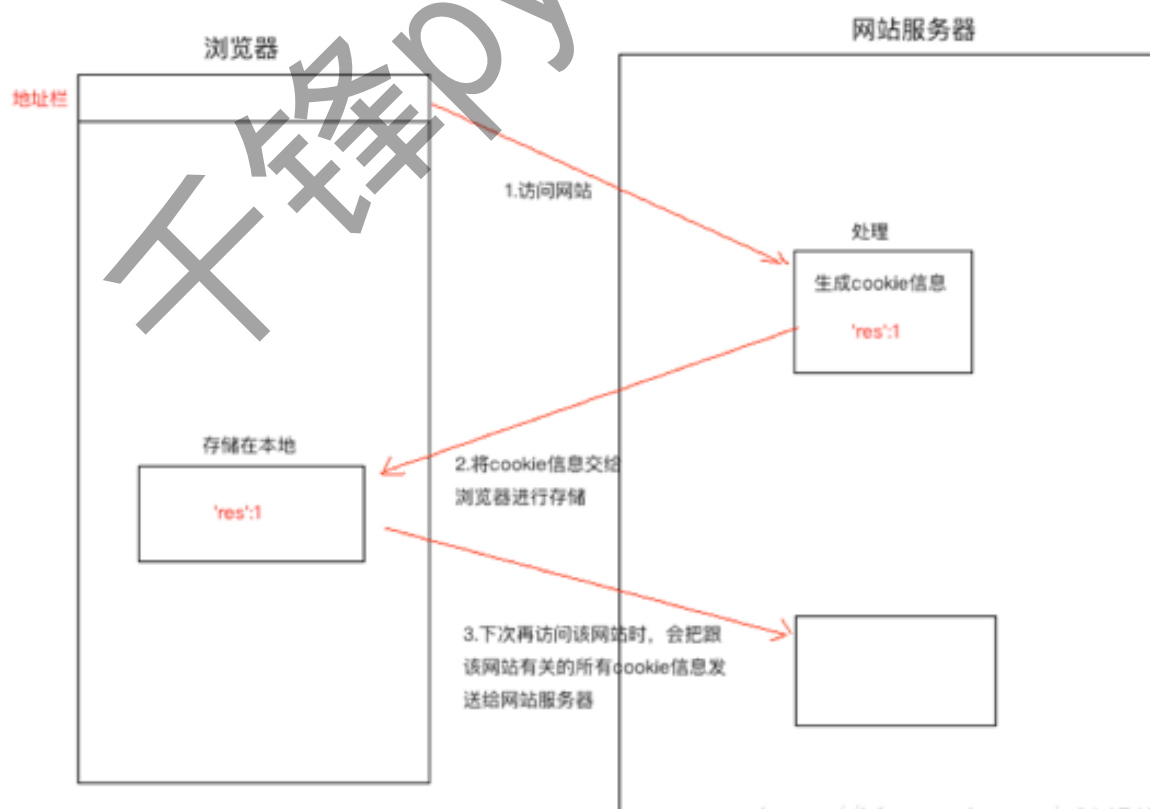 网站服务器
浏览器
地址栏
千锋py
1.访问网站
处理
生成cookie信息
'res':1
存储在本地
'res':1
2.将cookie信息交给
浏览器进行存储
3.下次再访问该网站时，会把跟
该网站有关的所有cookie信息发
送给网站服务器